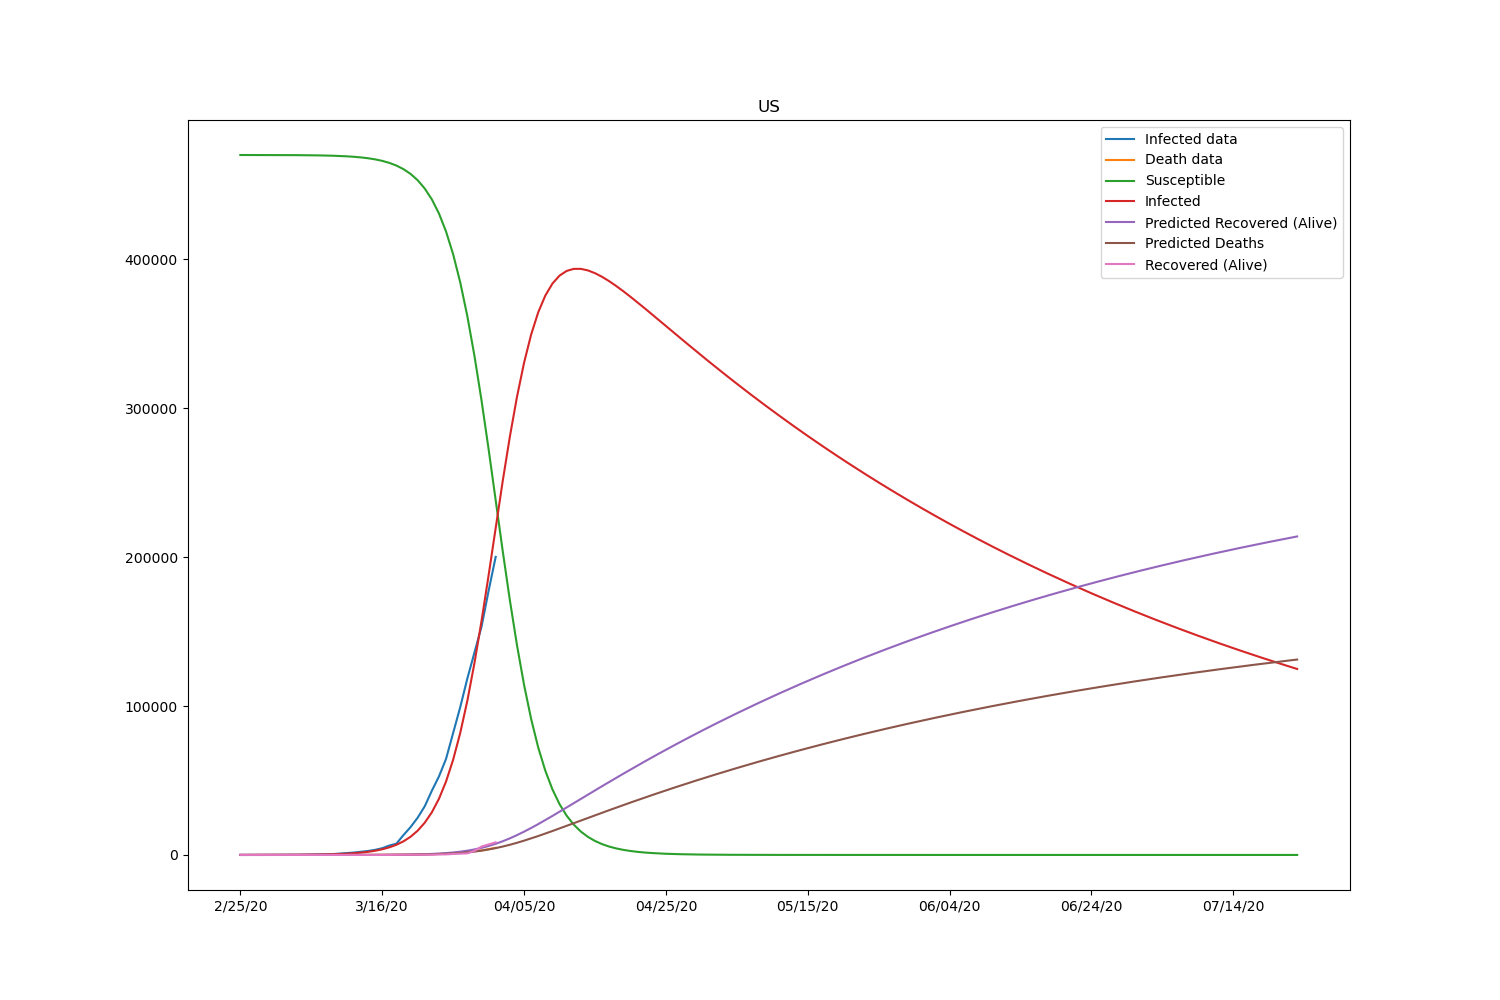 US
Infected data
Death data
Susceptible
Infected
Predicted Recovered (Alive)
Predicted Deaths
Recovered (Alive)
400000
300000
200000
100000
0
2/25/20 3/16/20 04/05/20 04/25/20 05/15/20 06/04/20 06/24/20 07/14/20